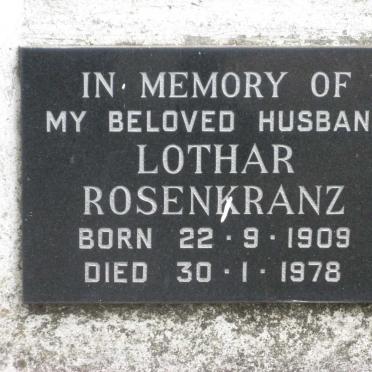 IN MEMORY OF
MY BELOVED HUSBAN
LOTHAR
ROSENKRANZ
BORN 22·9·1909
DIED 30·1·1978